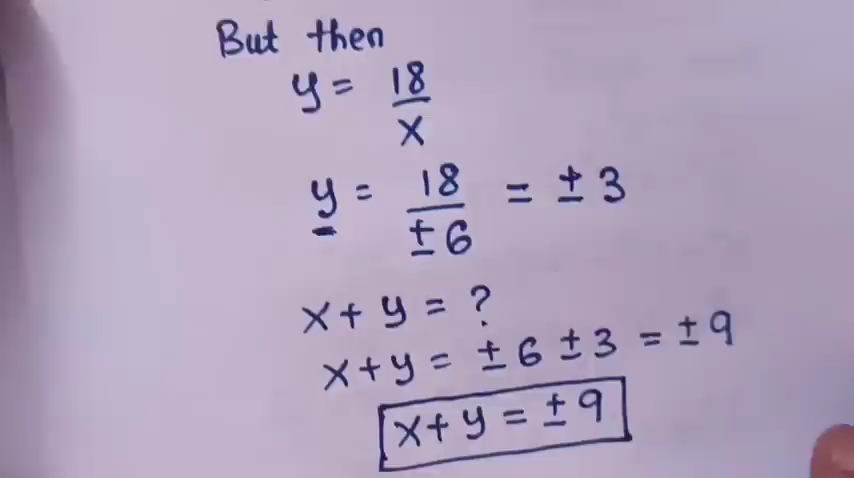 But then
y = 18/x
y = 18/±6 = ±3
x + y = ?
x + y = ±6 ±3 = ±9
x + y = ±9